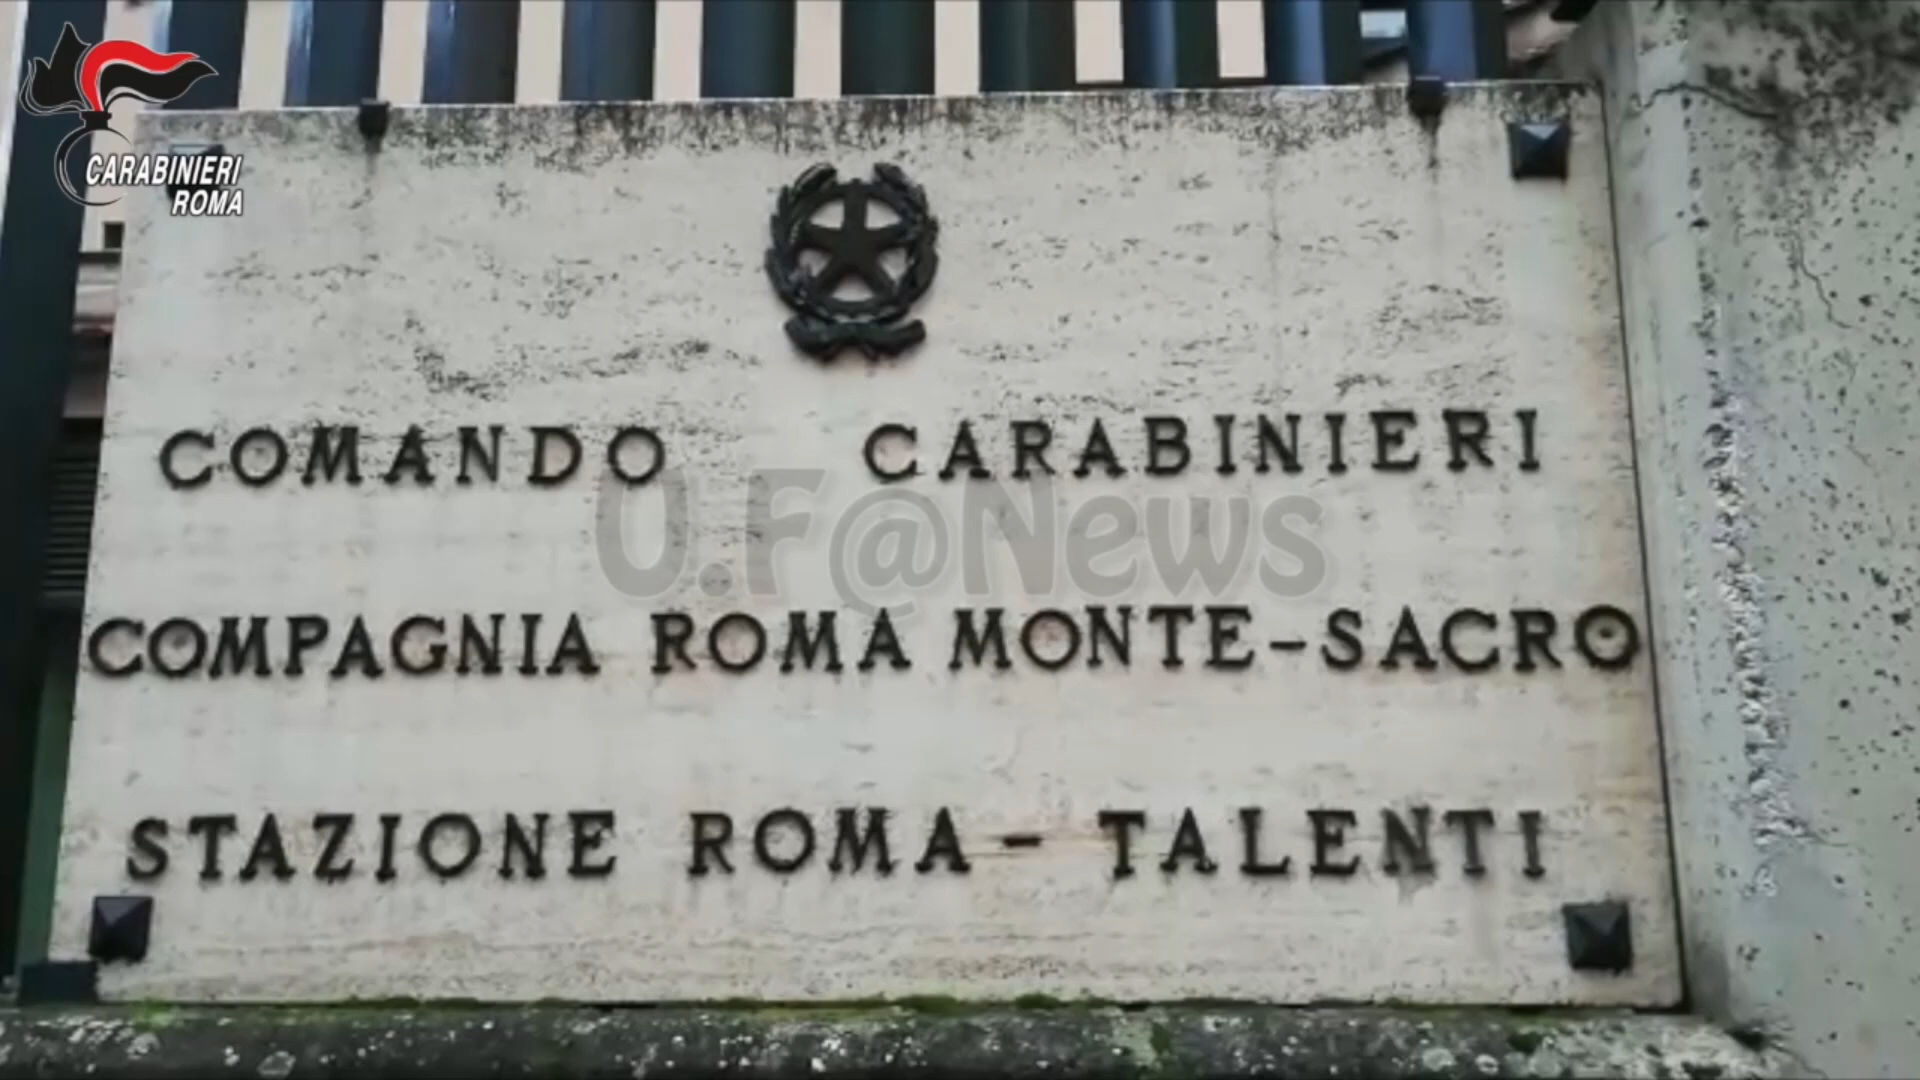 CARABINIERI
ROMA
COMANDO CARABINIERI
O.F@News
COMPAGNIA ROMA MONTE-SACRO
STAZIONE ROMA - TALENTI